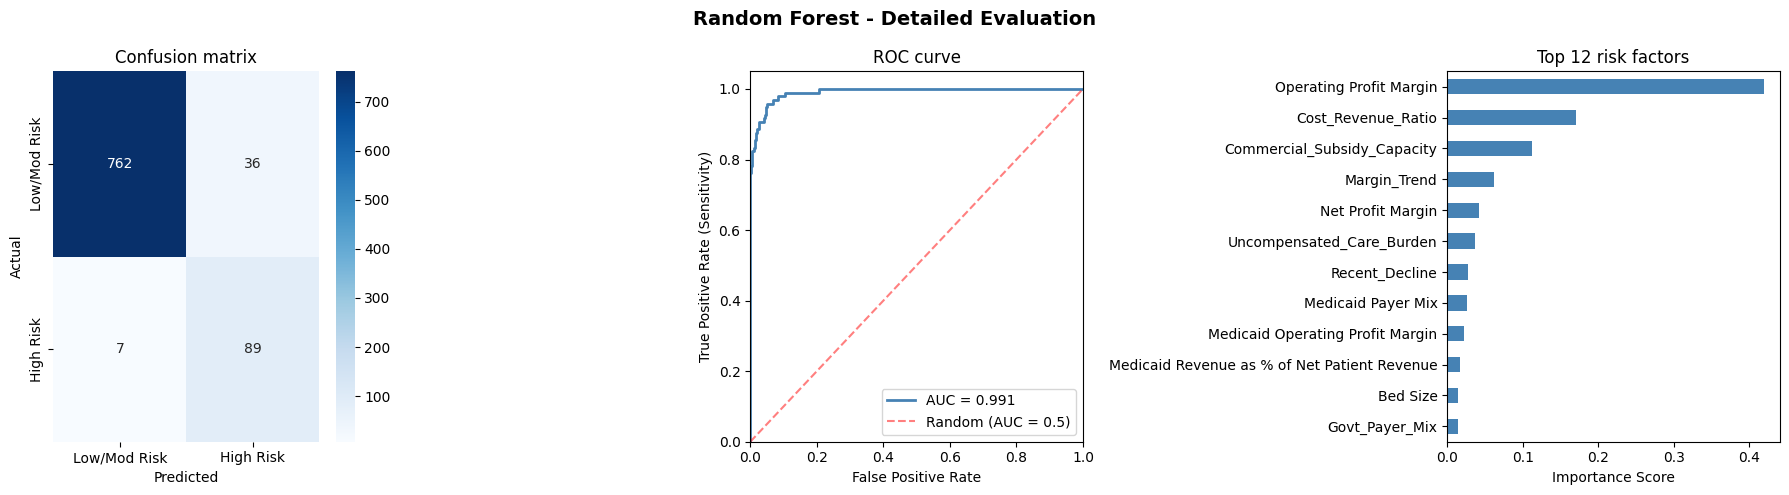 Random Forest - Detailed Evaluation
Confusion matrix
Actual
Low/Mod Risk
High Risk
762
36
7
89
Low/Mod Risk
High Risk
Predicted
700
600
500
400
300
200
100
ROC curve
True Positive Rate (Sensitivity)
1.0
0.8
0.6
0.4
0.2
0.0
AUC = 0.991
Random (AUC = 0.5)
0.0
0.2
0.4
0.6
0.8
1.0
False Positive Rate
Top 12 risk factors
Operating Profit Margin
Cost_Revenue_Ratio
Commercial_Subsidy_Capacity
Margin_Trend
Net Profit Margin
Uncompensated_Care_Burden
Recent_Decline
Medicaid Payer Mix
Medicaid Operating Profit Margin
Medicaid Revenue as % of Net Patient Revenue
Bed Size
Govt_Payer_Mix
0.0
0.1
0.2
0.3
0.4
Importance Score